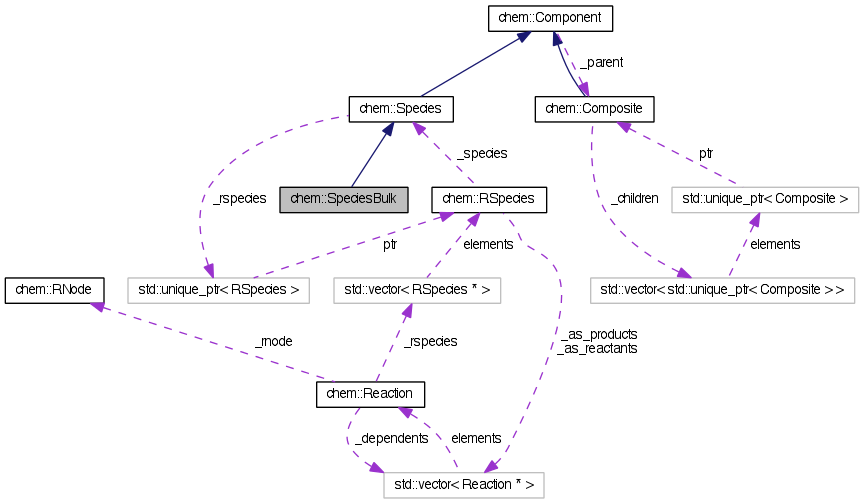 chem::Component
_parent
chem::Species
chem::Composite
_species
ptr
_rspecies
chem::SpeciesBulk
chem::RSpecies
_children
std::unique_ptr< Composite >
ptr
elements
elements
chem::RNode
std::unique_ptr< RSpecies >
std::vector< RSpecies * >
std::vector< std::unique_ptr< Composite >>
_rnode
_rspecies
_as_products
_as_reactants
chem::Reaction
_dependents
elements
std::vector< Reaction * >